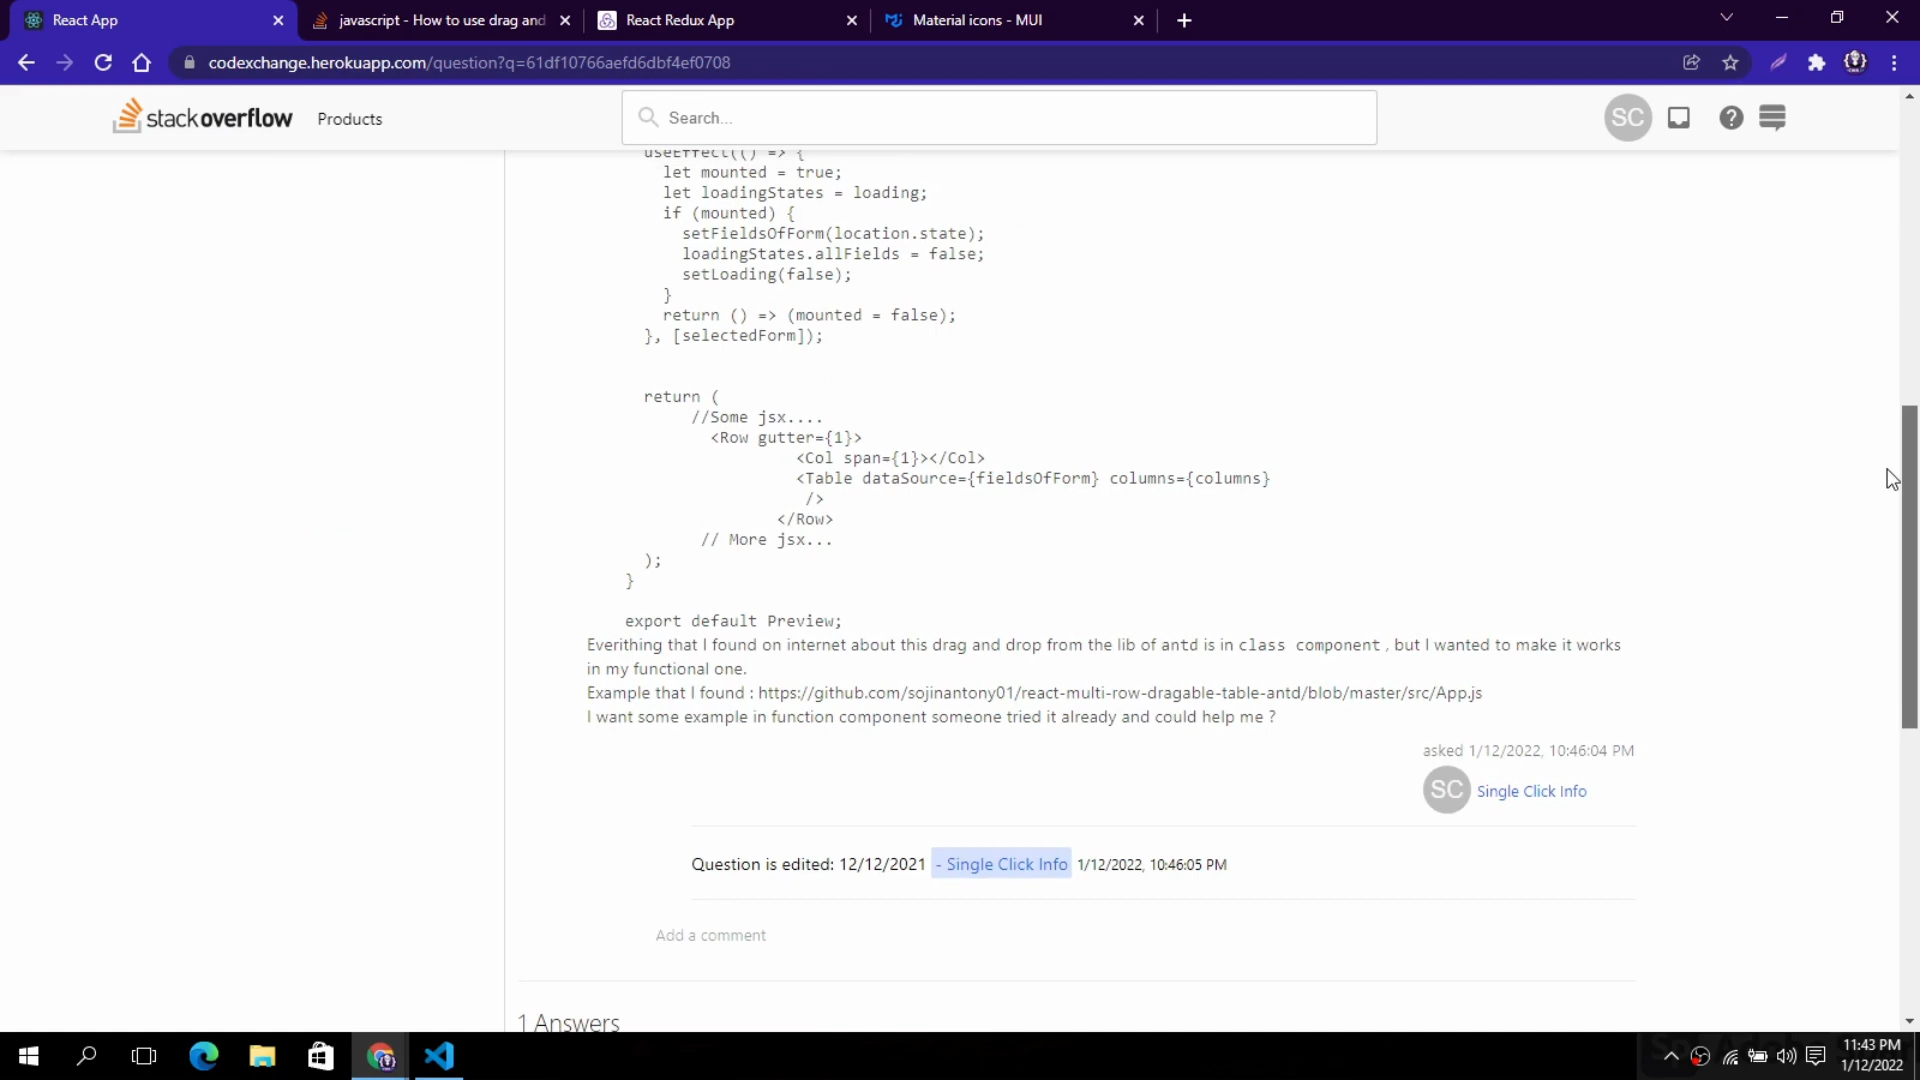 React App
javascript - How to use drag and
React Redux App
Material icons - MUI
codexchange.herokuapp.com/question?q=61df10766aefd6dbf4ef0708
stackoverflow
Products
Search...
SC
useEffect(() => {
let mounted = true;
let loadingStates = loading;
if (mounted) {
setFieldsOfForm(location.state);
loadingStates.allFields = false;
setLoading(false);
}
return () => (mounted = false);
}, [selectedForm]);
return (
//Some jsx....
<Row gutter={1}>
<Col span={1}></Col>
<Table dataSource={fieldsOfForm} columns={columns}
/>
</Row>
// More jsx...
);
}
export default Preview;
Everithing that I found on internet about this drag and drop from the lib of antd is in class component , but I wanted to make it works
in my functional one.
Example that I found : https://github.com/sojinantony01/react-multi-row-dragable-table-antd/blob/master/src/App.js
I want some example in function component someone tried it already and could help me ?
asked 1/12/2022, 10:46:04 PM
SC Single Click Info
Question is edited: 12/12/2021 - Single Click Info 1/12/2022, 10:46:05 PM
Add a comment
1 Answers
11:43 PM
1/12/2022